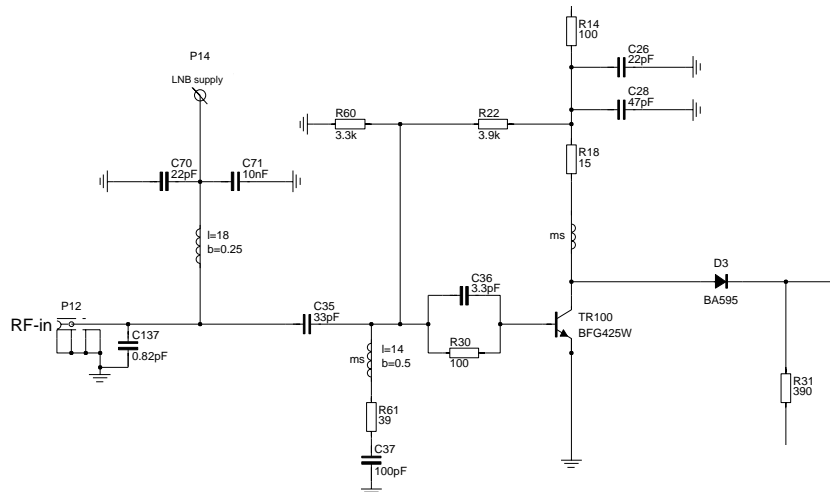 R14
100
C26
22pF
P14
LNB supply
C28
47pF
R60
3.3k
R22
3.9k
R18
15
C70
22pF
C71
10nF
l=18
b=0.25
ms
D3
BA595
C36
3.3pF
P12
RF-in
C35
33pF
TR100
BFG425W
C137
0.82pF
R30
100
ms
l=14
b=0.5
R31
390
R61
39
C37
100pF